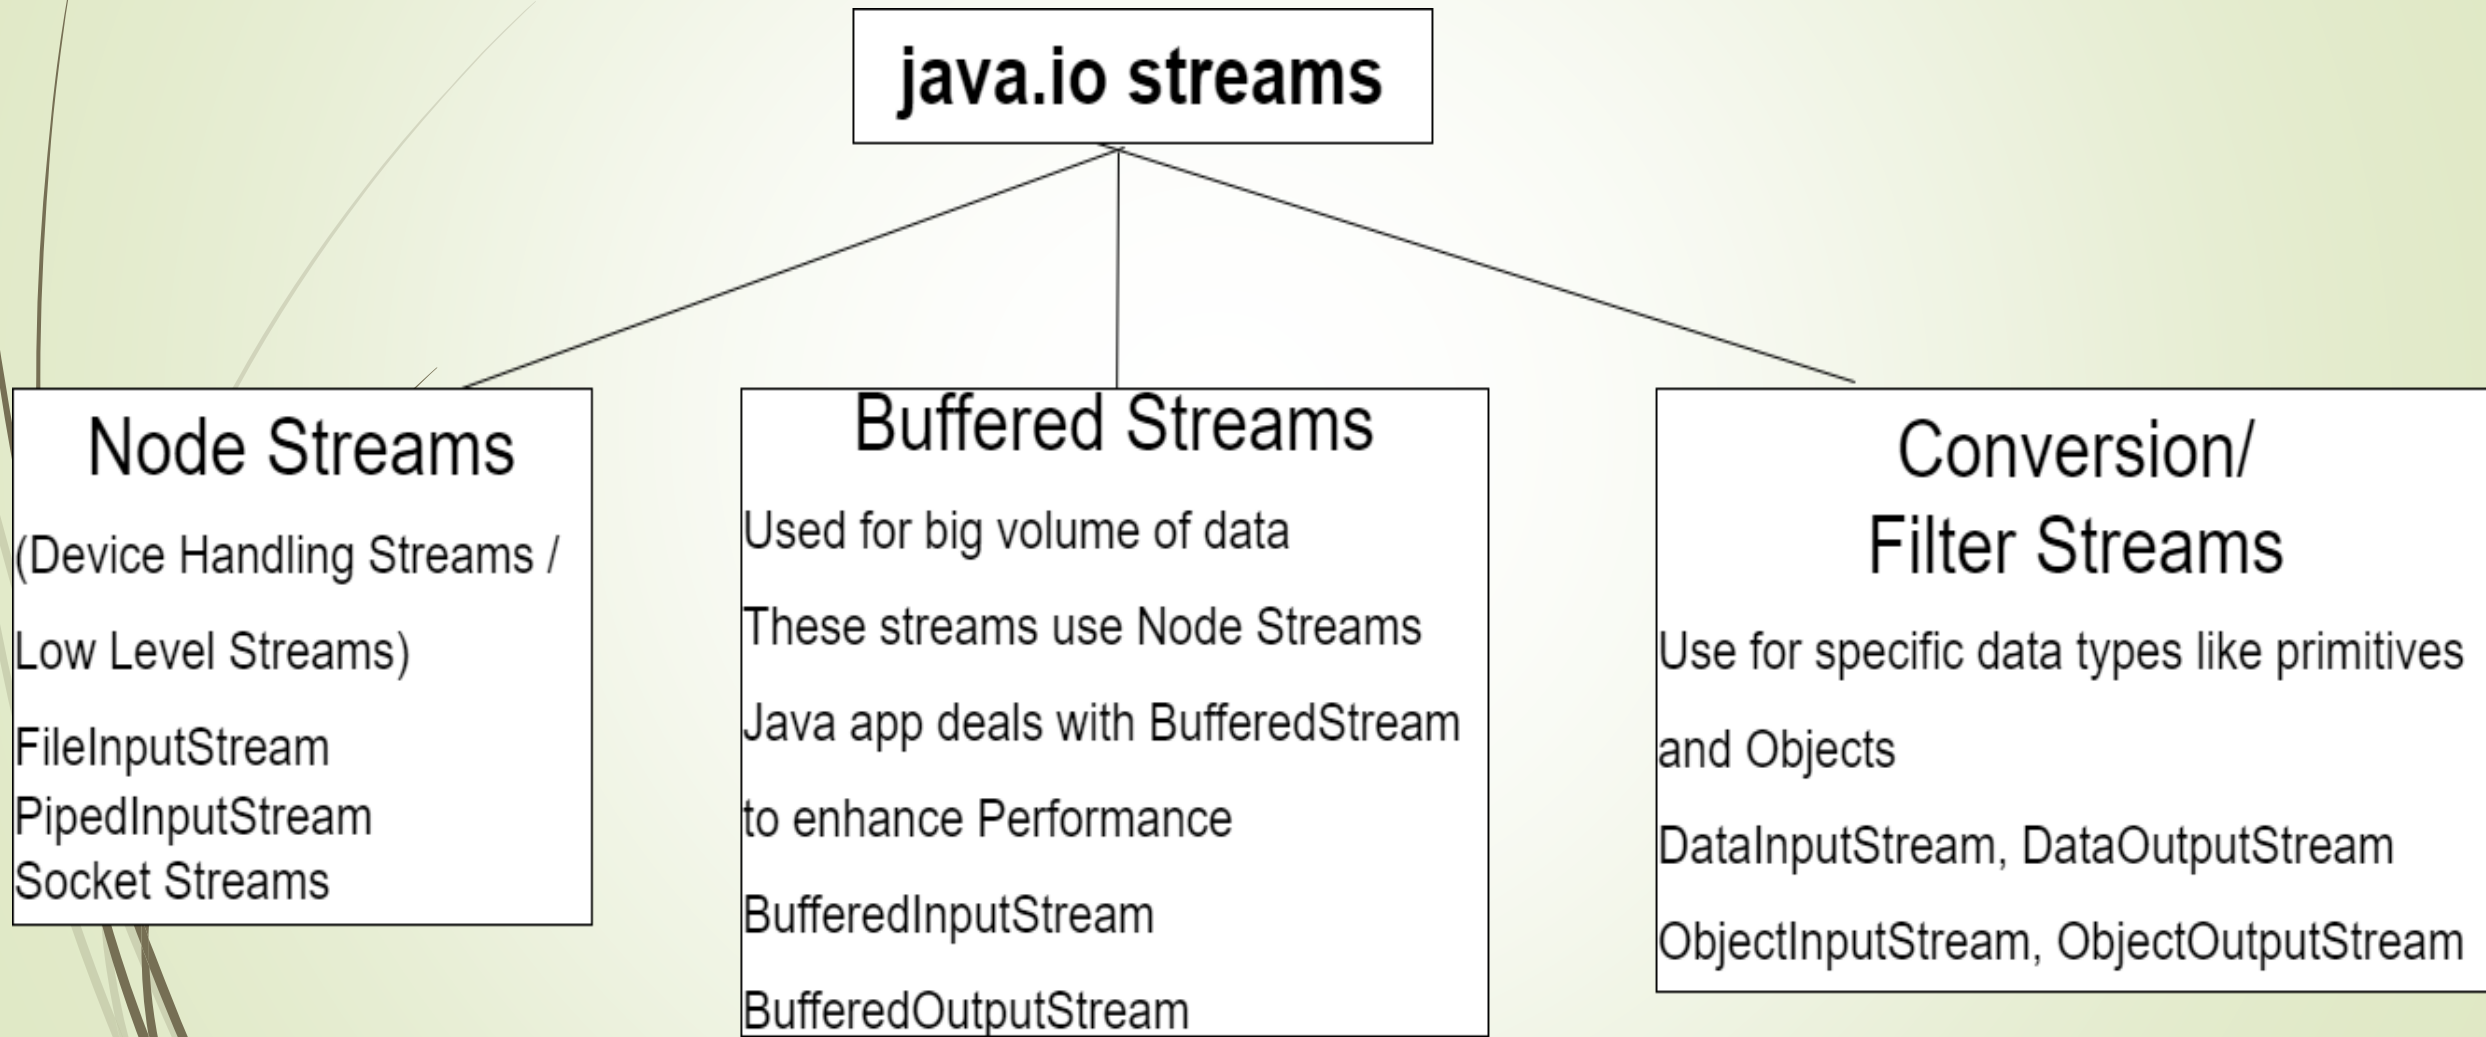 java.io streams
Node Streams
(Device Handling Streams /
Low Level Streams)
FileInputStream
PipedInputStream
Socket Streams
Buffered Streams
Used for big volume of data
These streams use Node Streams
Java app deals with BufferedStream
to enhance Performance
BufferedInputStream
BufferedOutputStream
Conversion/
Filter Streams
Use for specific data types like primitives
and Objects
DataInputStream, DataOutputStream
ObjectInputStream, ObjectOutputStream